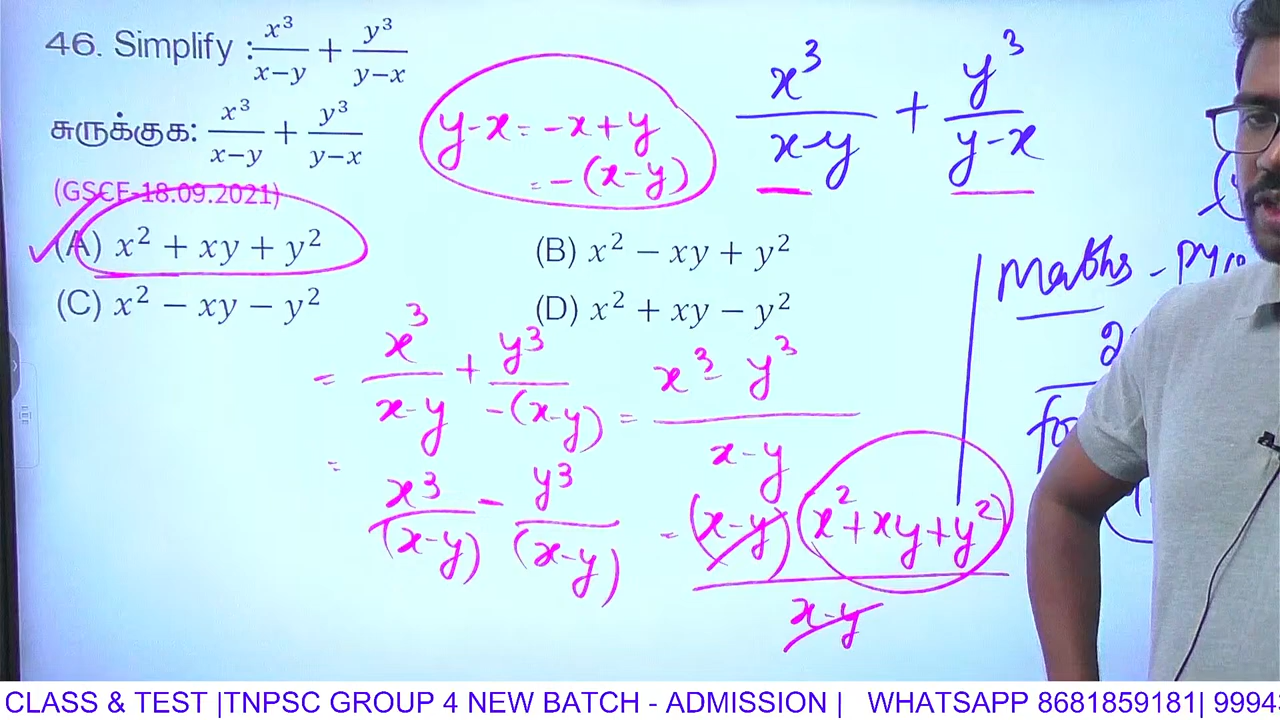 46. Simplify : x³/x−y + y³/y−x
சுருக்குக: x³/x−y + y³/y−x
(GSCE-18.09.2021)
(A) x² + xy + y²
(B) x² − xy + y²
(C) x² − xy − y²
(D) x² + xy − y²
y-x = -x+y
= -(x-y)
x³/x-y + y³/y-x
= x³/x-y + y³/-(x-y) = x³ - y³/x-y
= x³/(x-y) - y³/(x-y)
= (x-y)(x²+xy+y²)/x-y
Maths -
CLASS & TEST |TNPSC GROUP 4 NEW BATCH - ADMISSION | WHATSAPP 8681859181| 9994